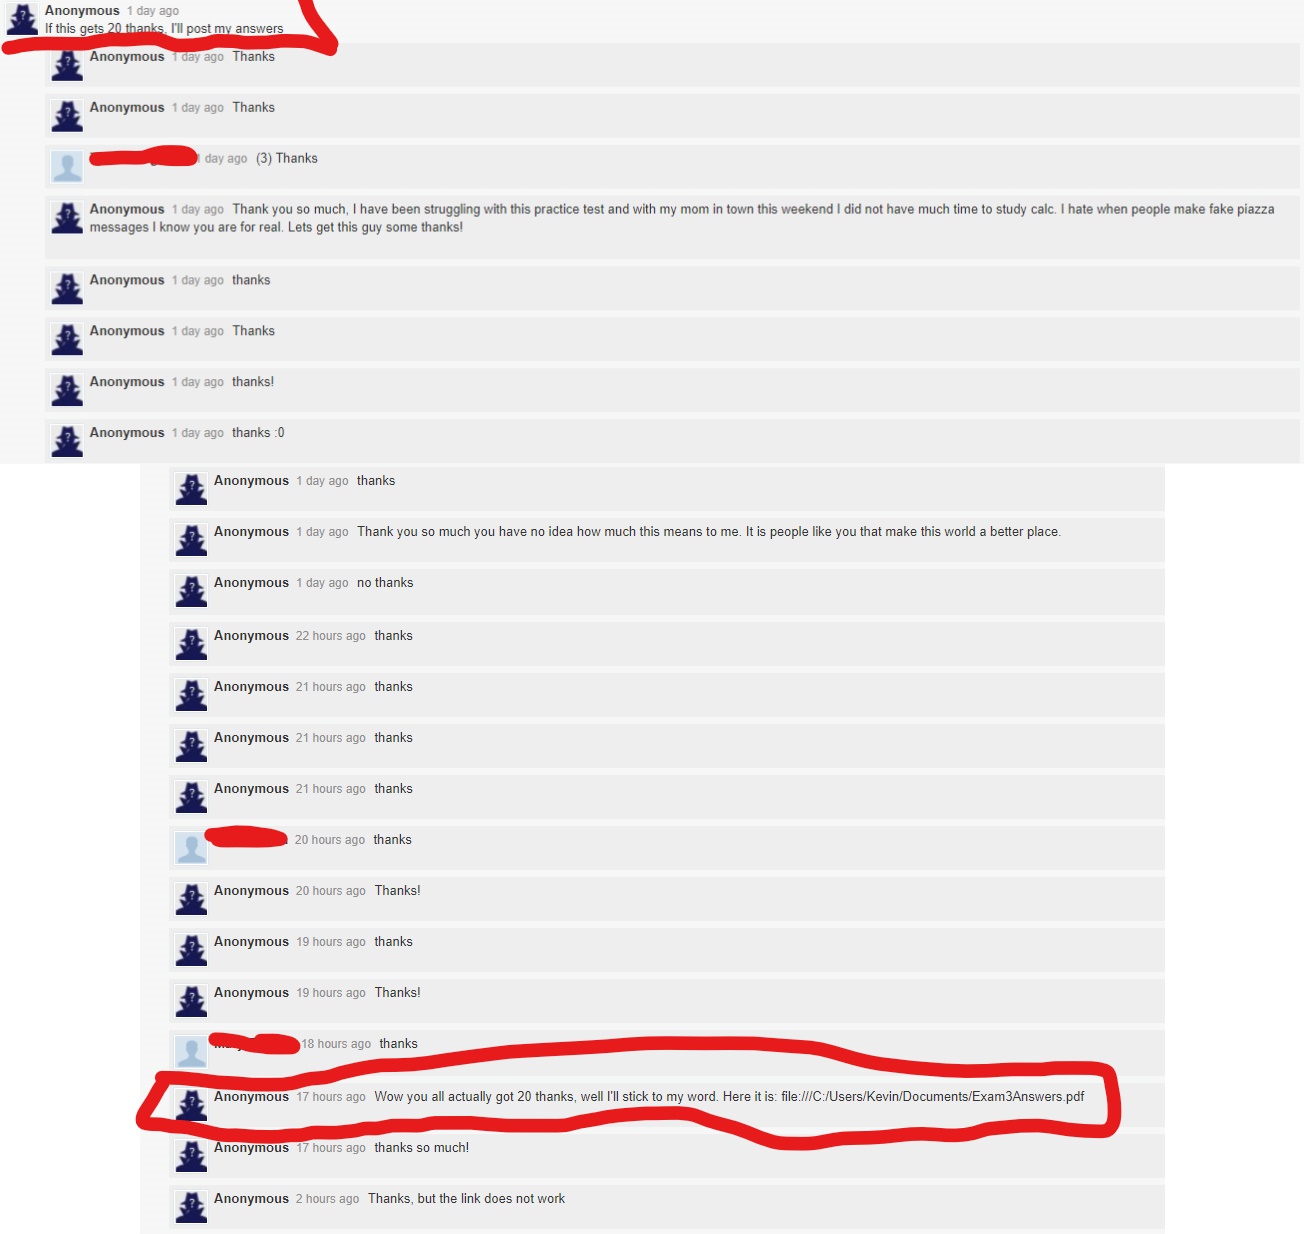 Anonymous 1 day ago
If this gets 20 thanks, I'll post my answers
Anonymous 1 day ago Thanks
Anonymous 1 day ago Thanks
day ago (3) Thanks
Anonymous 1 day ago Thank you so much, I have been struggling with this practice test and with my mom in town this weekend I did not have much time to study calc. I hate when people make fake piazza
messages I know you are for real. Lets get this guy some thanks!
Anonymous 1 day ago thanks
Anonymous 1 day ago Thanks
Anonymous 1 day ago thanks!
Anonymous 1 day ago thanks :0
Anonymous 1 day ago thanks
Anonymous 1 day ago Thank you so much you have no idea how much this means to me. It is people like you that make this world a better place.
Anonymous 1 day ago no thanks
Anonymous 22 hours ago thanks
Anonymous 21 hours ago thanks
Anonymous 21 hours ago thanks
Anonymous 21 hours ago thanks
20 hours ago thanks
Anonymous 20 hours ago Thanks!
Anonymous 19 hours ago thanks
Anonymous 19 hours ago Thanks!
18 hours ago thanks
Anonymous 17 hours ago Wow you all actually got 20 thanks, well I'll stick to my word. Here it is: file:///C:/Users/Kevin/Documents/Exam3Answers.pdf
Anonymous 17 hours ago thanks so much!
Anonymous 2 hours ago Thanks, but the link does not work